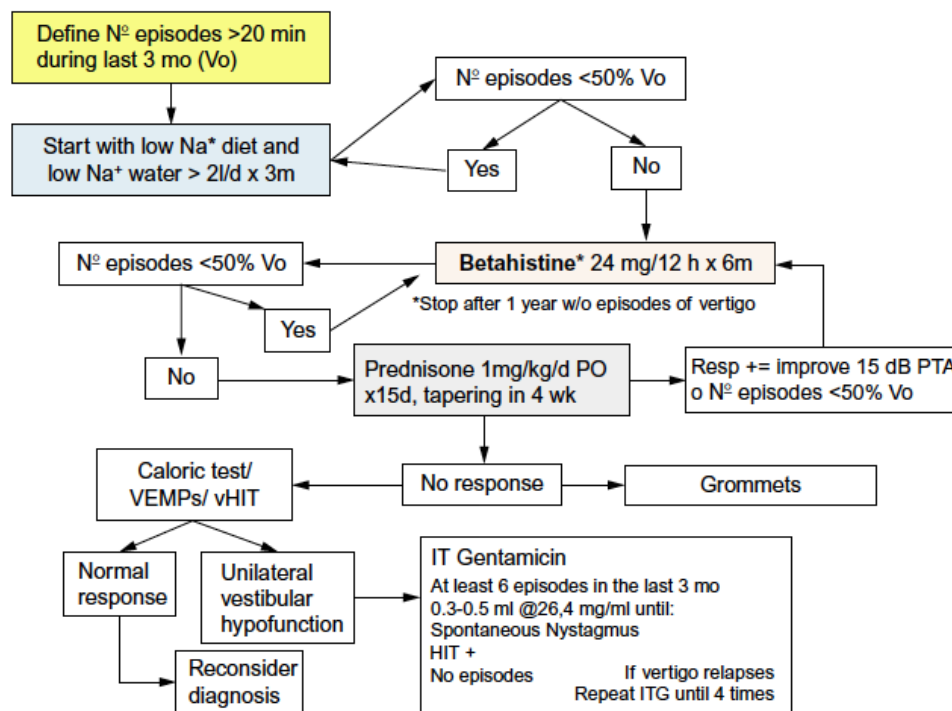 Define Nº episodes >20 min
during last 3 mo (Vo)
Nº episodes <50% Vo
Start with low Na* diet and
low Na⁺ water > 2l/d x 3m
Yes
No
Nº episodes <50% Vo
Betahistine* 24 mg/12 h x 6m
*Stop after 1 year w/o episodes of vertigo
Yes
No
Prednisone 1mg/kg/d PO
x15d, tapering in 4 wk
Resp += improve 15 dB PTA
o Nº episodes <50% Vo
Caloric test/
VEMPs/ vHIT
No response
Grommets
Normal
response
Unilateral
vestibular
hypofunction
IT Gentamicin
At least 6 episodes in the last 3 mo
0.3-0.5 ml @26,4 mg/ml until:
Spontaneous Nystagmus
HIT +
No episodes
If vertigo relapses
Repeat ITG until 4 times
Reconsider
diagnosis